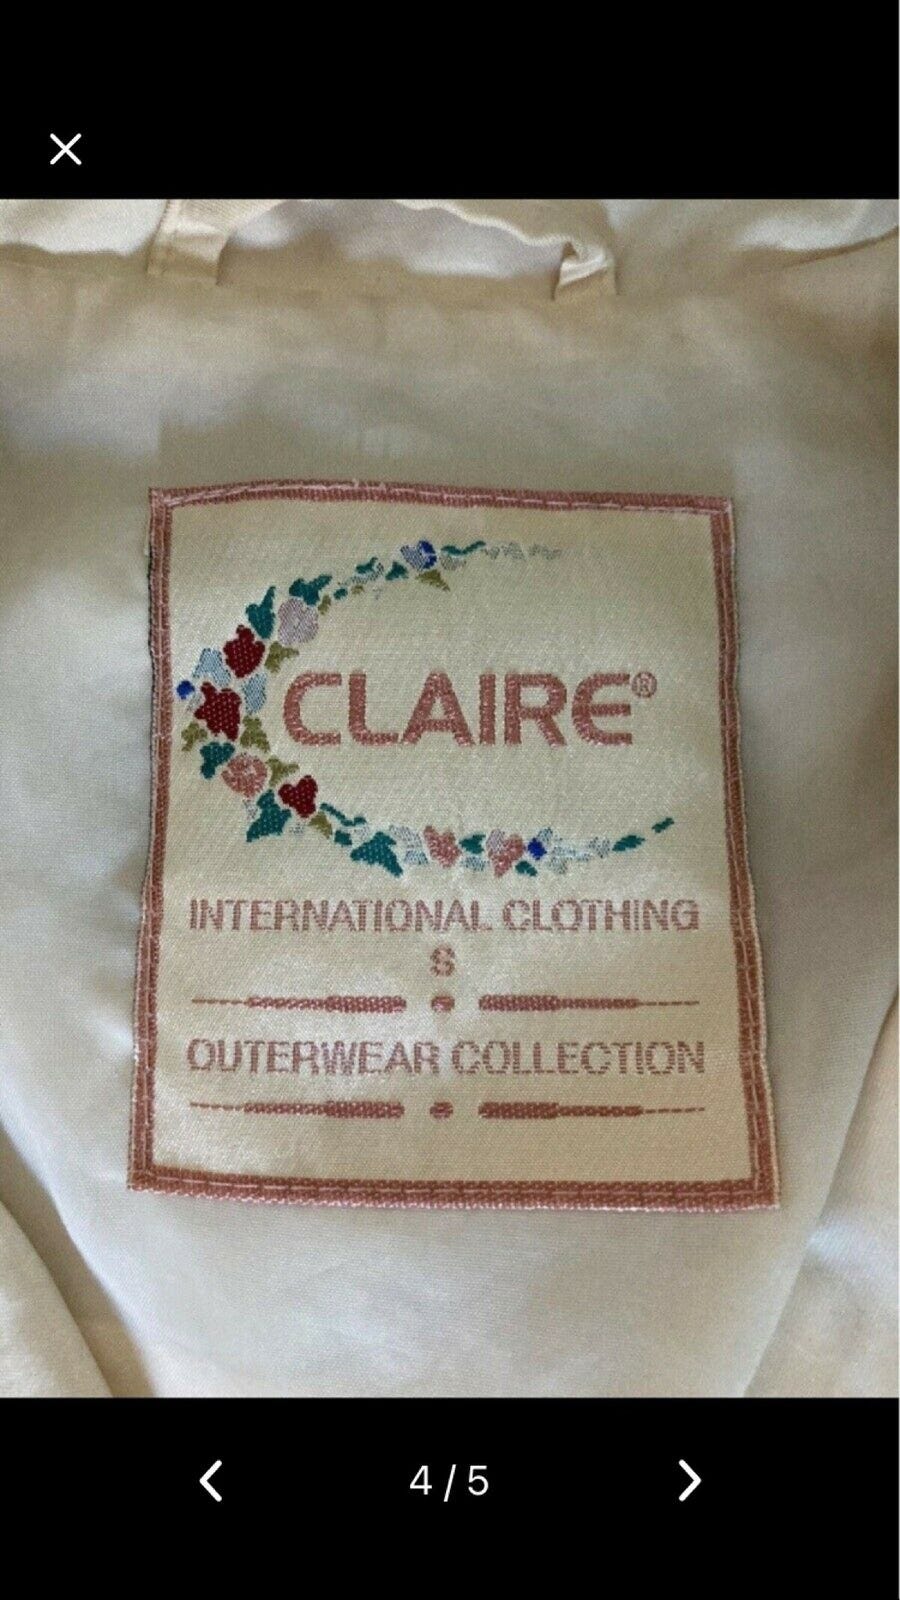 CLAIRE®
INTERNATIONAL CLOTHING
S
OUTERWEAR COLLECTION
4 / 5